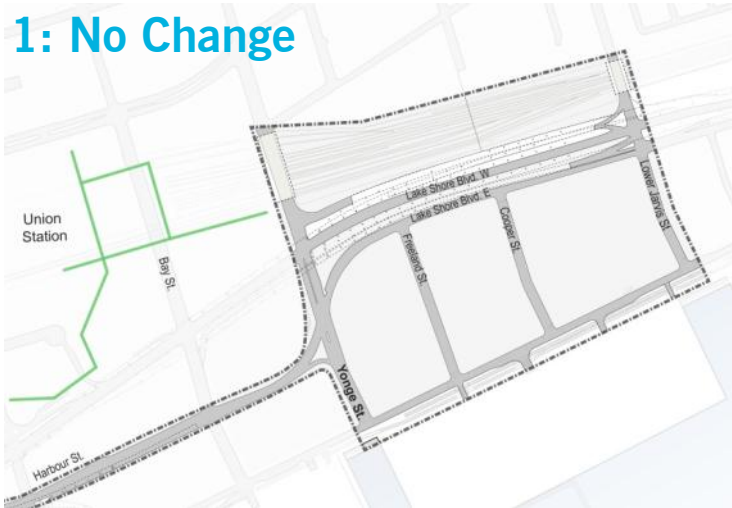 1: No Change
Lake Shore Blvd. W
Lake Shore Blvd. E
Lower Jarvis St.
Union
Station
Cooper St.
Freeland St.
Bay St.
Yonge St.
Harbour St.